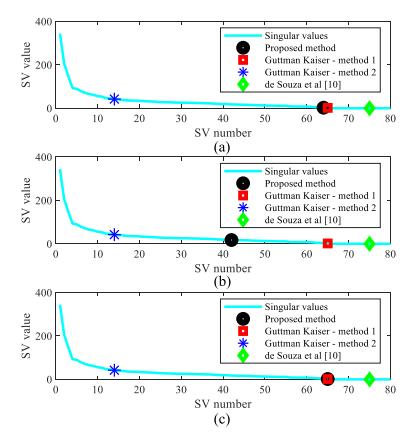 400
200
0
SV value
Singular values
Proposed method
Guttman Kaiser - method 1
Guttman Kaiser - method 2
de Souza et al [10]
0 10 20 30 40 50 60 70 80
SV number
(a)
400
200
0
SV value
Singular values
Proposed method
Guttman Kaiser - method 1
Guttman Kaiser - method 2
de Souza et al [10]
0 10 20 30 40 50 60 70 80
SV number
(b)
400
200
0
SV value
Singular values
Proposed method
Guttman Kaiser - method 1
Guttman Kaiser - method 2
de Souza et al [10]
0 10 20 30 40 50 60 70 80
SV number
(c)